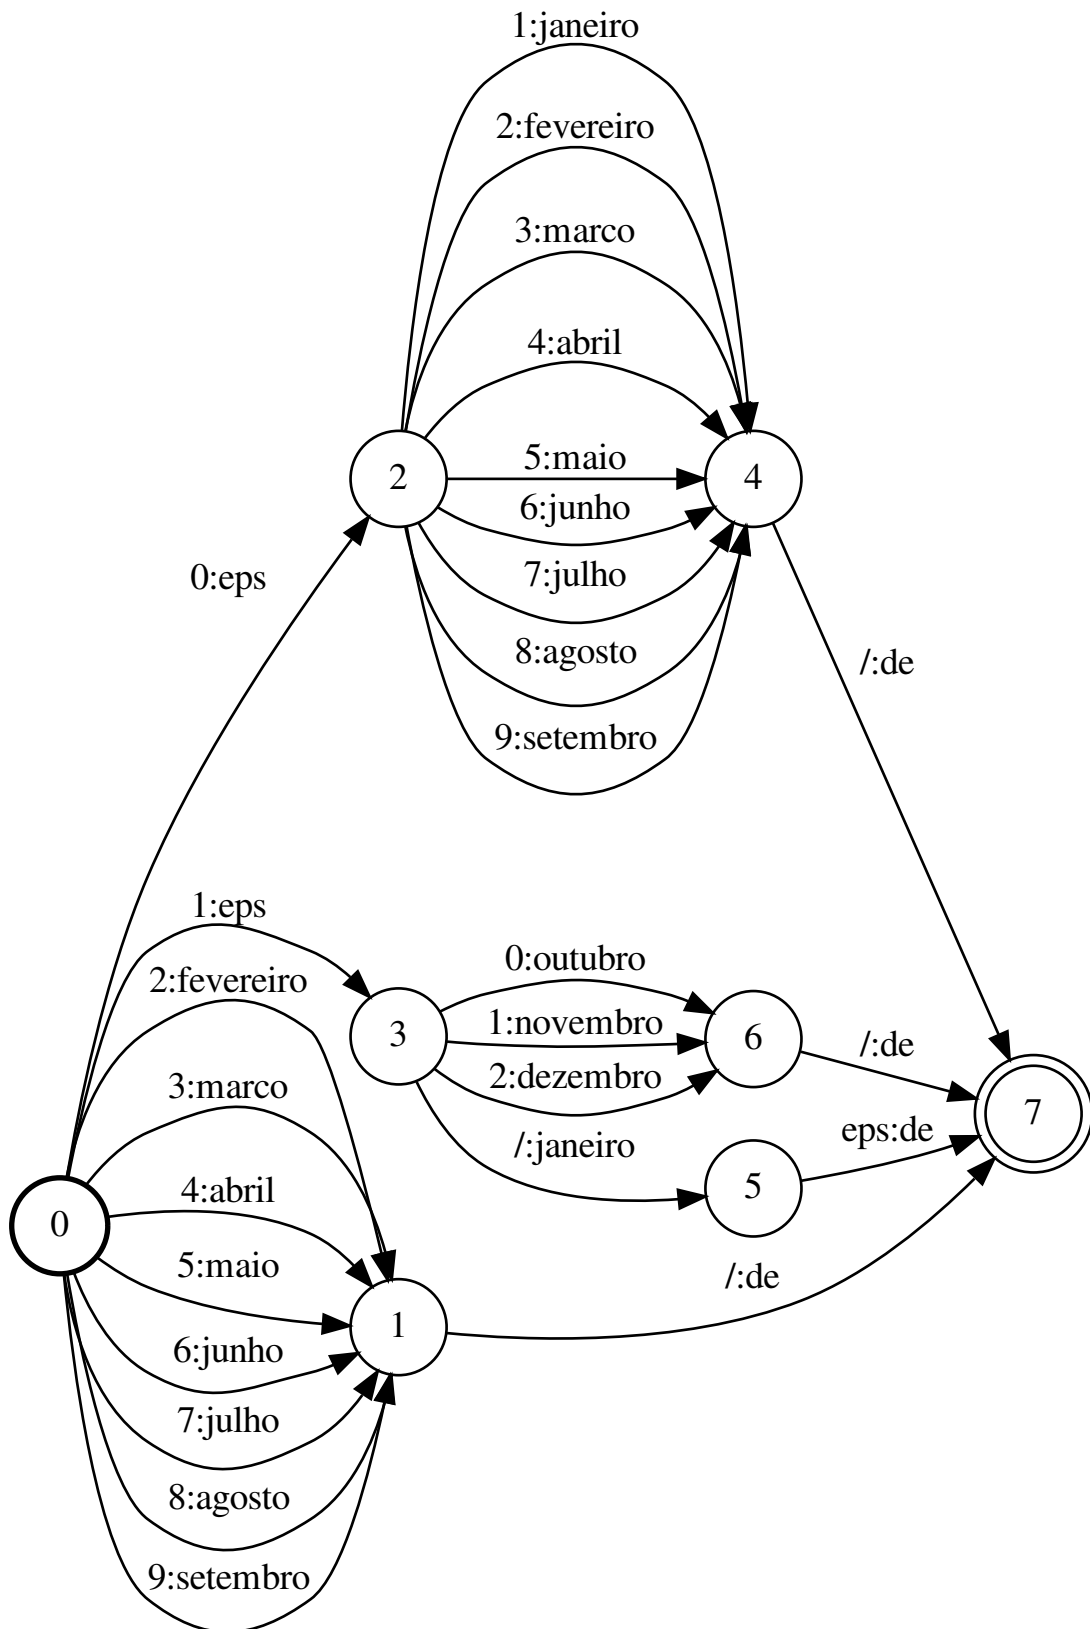 1:janeiro
2:fevereiro
3:marco
4:abril
5:maio
2
4
6:junho
7:julho
0:eps
8:agosto
/:de
9:setembro
1:eps
0:outubro
2:fevereiro
1:novembro
3
6
/:de
2:dezembro
3:marco
7
eps:de
/:janeiro
5
4:abril
0
5:maio
/:de
1
6:junho
7:julho
8:agosto
9:setembro